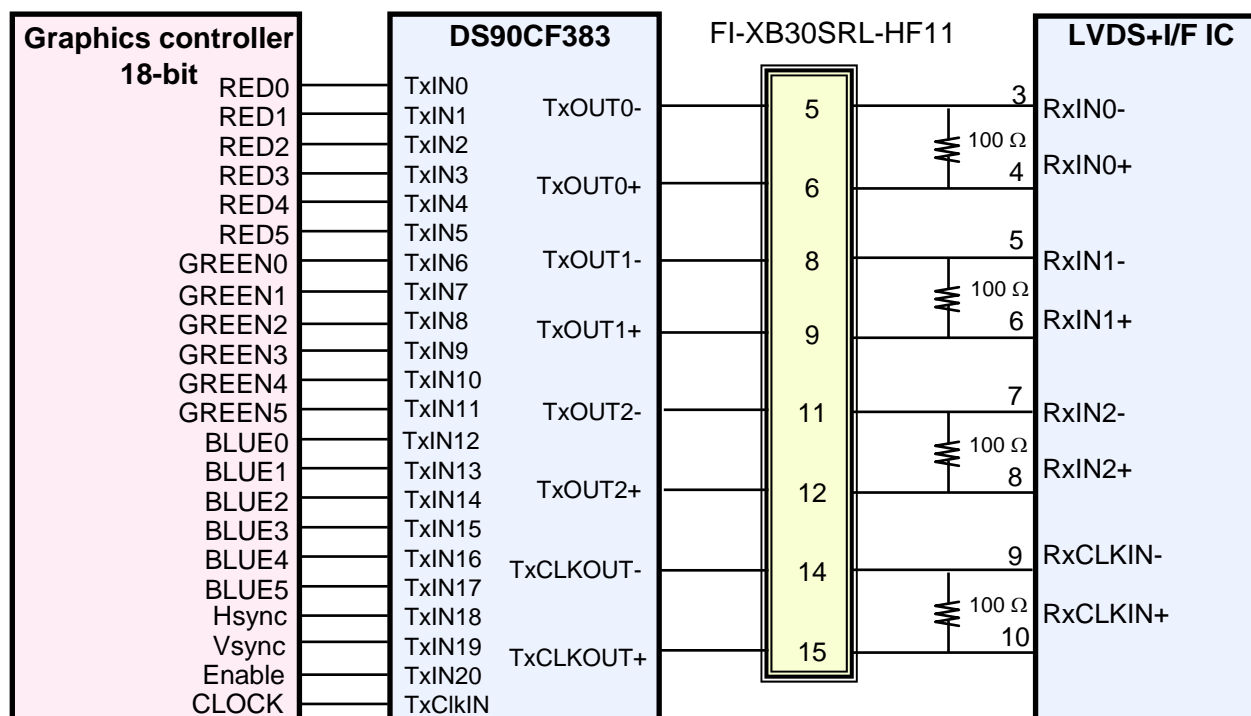 Graphics controller
18-bit
RED0
RED1
RED2
RED3
RED4
RED5
GREEN0
GREEN1
GREEN2
GREEN3
GREEN4
GREEN5
BLUE0
BLUE1
BLUE2
BLUE3
BLUE4
BLUE5
Hsync
Vsync
Enable
CLOCK
DS90CF383
TxIN0
TxIN1
TxIN2
TxIN3
TxIN4
TxIN5
TxIN6
TxIN7
TxIN8
TxIN9
TxIN10
TxIN11
TxIN12
TxIN13
TxIN14
TxIN15
TxIN16
TxIN17
TxIN18
TxIN19
TxIN20
TxClkIN
TxOUT0-
TxOUT0+
TxOUT1-
TxOUT1+
TxOUT2-
TxOUT2+
TxCLKOUT-
TxCLKOUT+
FI-XB30SRL-HF11
5
6
8
9
11
12
14
15
3
100 Ω
4
5
100 Ω
6
7
100 Ω
8
9
100 Ω
10
LVDS+I/F IC
RxIN0-
RxIN0+
RxIN1-
RxIN1+
RxIN2-
RxIN2+
RxCLKIN-
RxCLKIN+